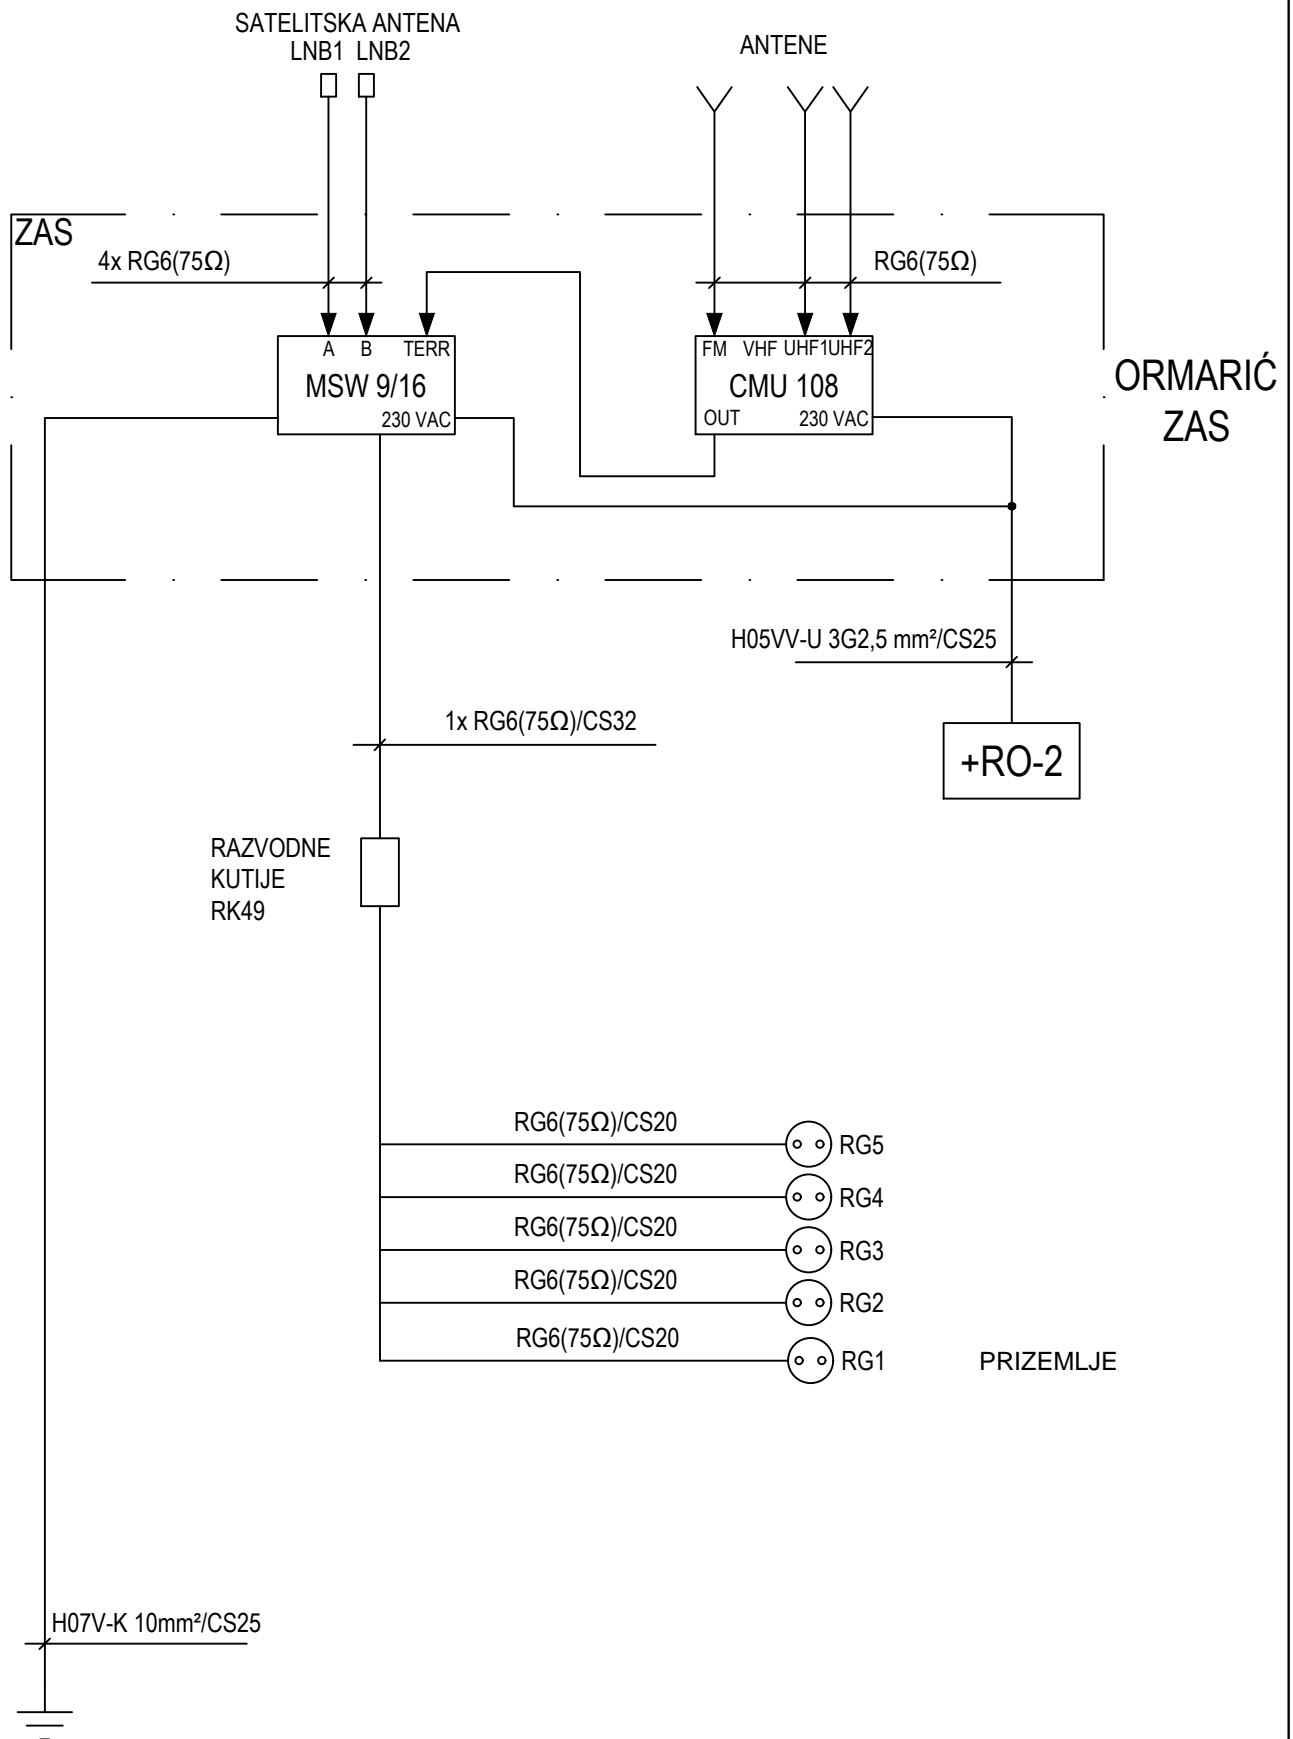 SATELITSKA ANTENA
LNB1 LNB2
ANTENE
ZAS
4x RG6(75Ω)
RG6(75Ω)
A B TERR
MSW 9/16
230 VAC
FM VHF UHF1 UHF2
CMU 108
OUT 230 VAC
ORMARIĆ
ZAS
H05VV-U 3G2,5 mm²/CS25
1x RG6(75Ω)/CS32
+RO-2
RAZVODNE
KUTIJE
RK49
RG6(75Ω)/CS20
RG5
RG6(75Ω)/CS20
RG4
RG6(75Ω)/CS20
RG3
RG6(75Ω)/CS20
RG2
RG6(75Ω)/CS20
RG1 PRIZEMLJE
H07V-K 10mm²/CS25